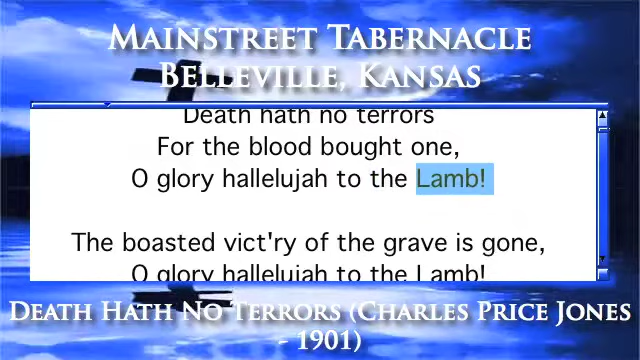 Mainstreet Tabernacle
Belleville, Kansas
Death hath no terrors
For the blood bought one,
O glory hallelujah to the Lamb!
The boasted vict'ry of the grave is gone,
O glory hallelujah to the Lamb!
Death Hath No Terrors (Charles Price Jones
- 1901)